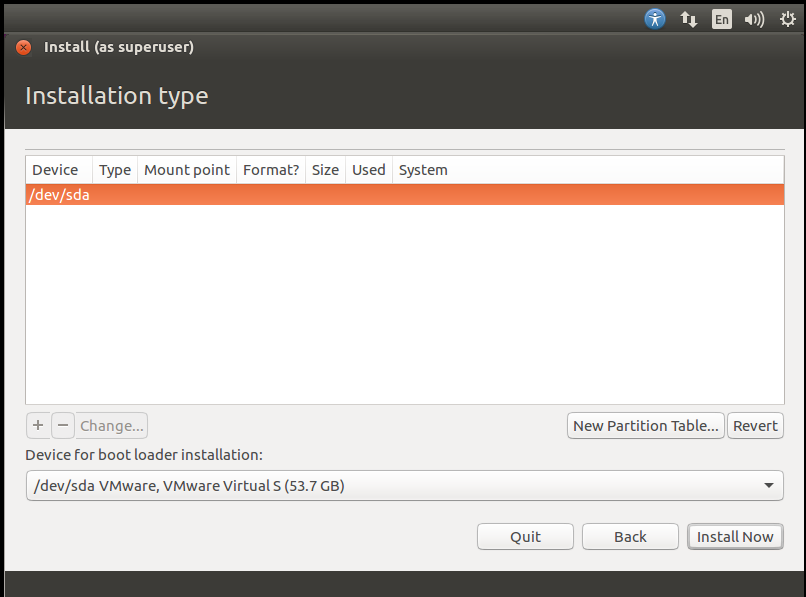 En
Install (as superuser)
Installation type
Device Type Mount point Format? Size Used System
/dev/sda
+ − Change... New Partition Table... Revert
Device for boot loader installation:
/dev/sda VMware, VMware Virtual S (53.7 GB)
Quit Back Install Now